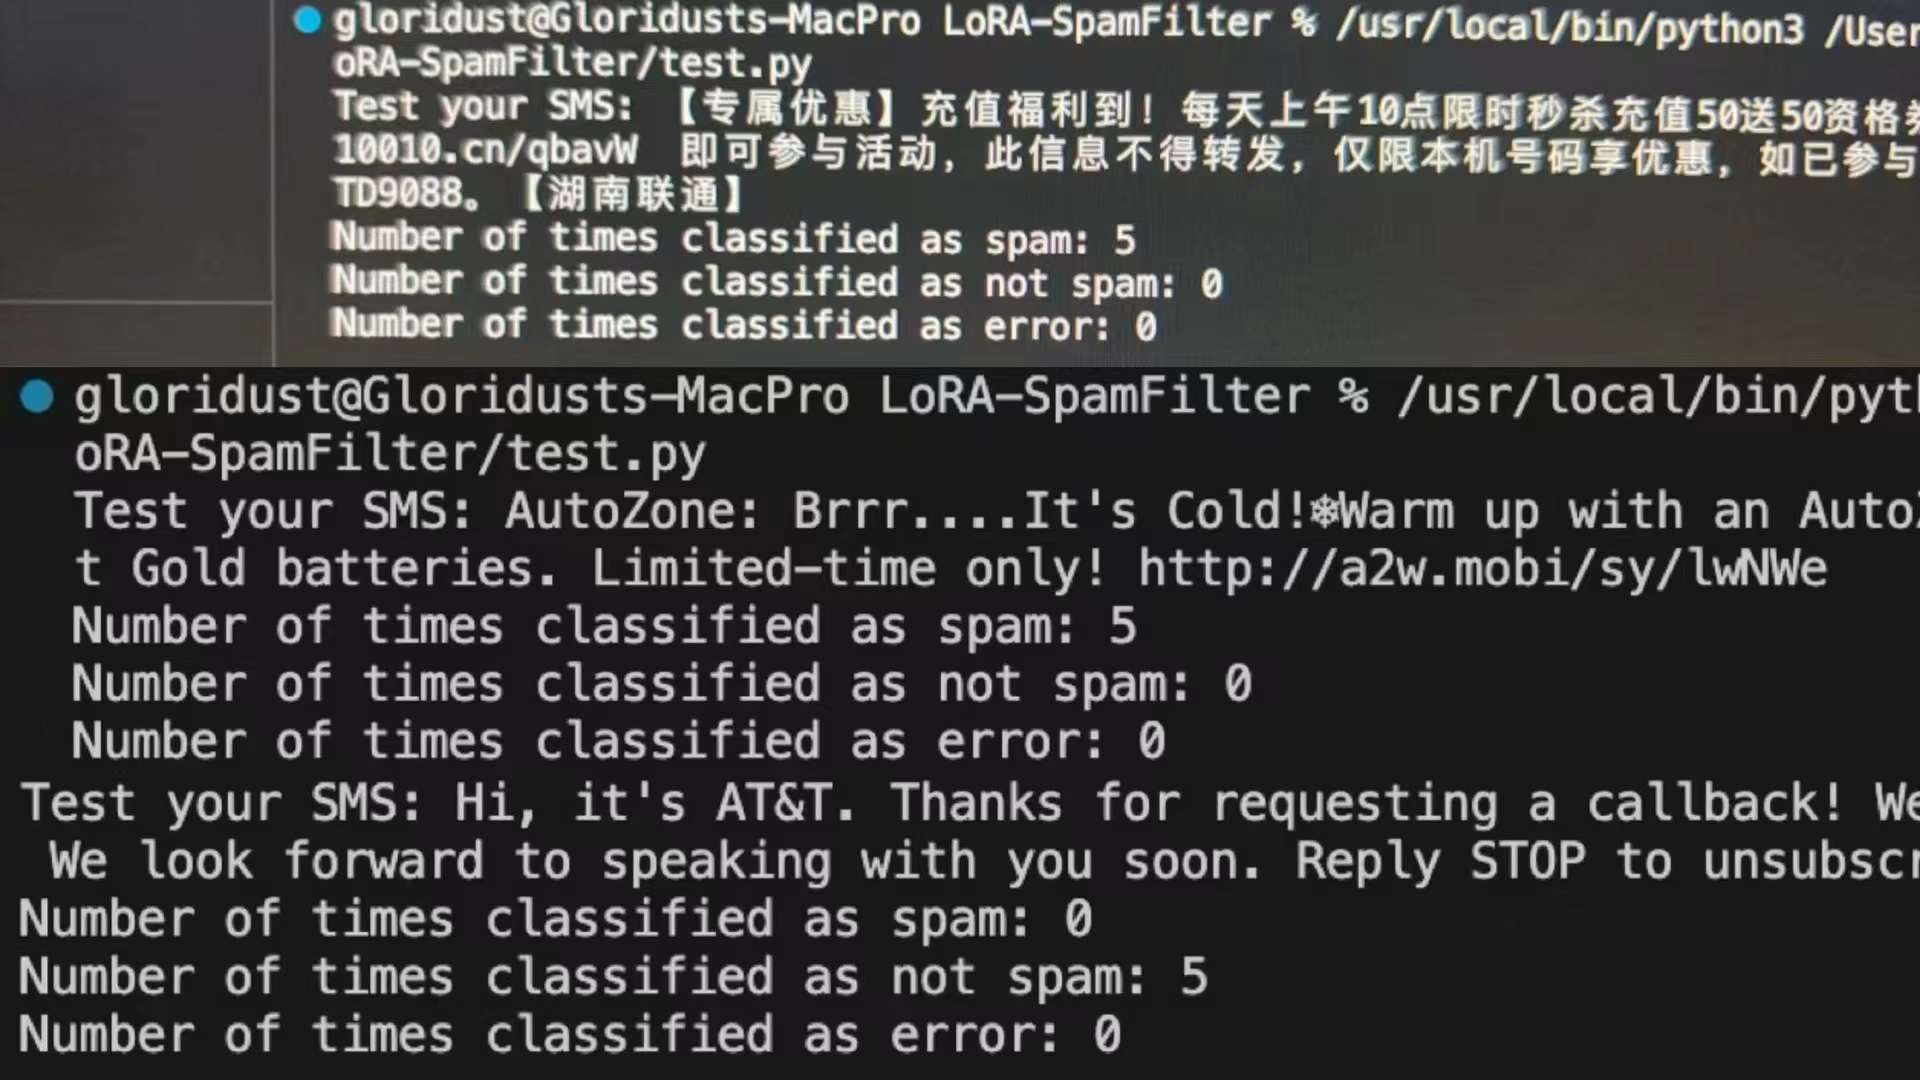 gloridust@Gloridusts-MacPro LoRA-SpamFilter % /usr/local/bin/python3 /User
oRA-SpamFilter/test.py
Test your SMS: 【专属优惠】充值福利到！每天上午10点限时秒杀充值50送50资格
10010.cn/qbavW 即可参与活动，此信息不得转发，仅限本机号码享优惠，如已参与
TD9088。【湖南联通】
Number of times classified as spam: 5
Number of times classified as not spam: 0
Number of times classified as error: 0
gloridust@Gloridusts-MacPro LoRA-SpamFilter % /usr/local/bin/pyth
oRA-SpamFilter/test.py
Test your SMS: AutoZone: Brrr....It's Cold!❄Warm up with an Auto
t Gold batteries. Limited-time only! http://a2w.mobi/sy/lwNWe
Number of times classified as spam: 5
Number of times classified as not spam: 0
Number of times classified as error: 0
Test your SMS: Hi, it's AT&T. Thanks for requesting a callback! We
We look forward to speaking with you soon. Reply STOP to unsubscr
Number of times classified as spam: 0
Number of times classified as not spam: 5
Number of times classified as error: 0